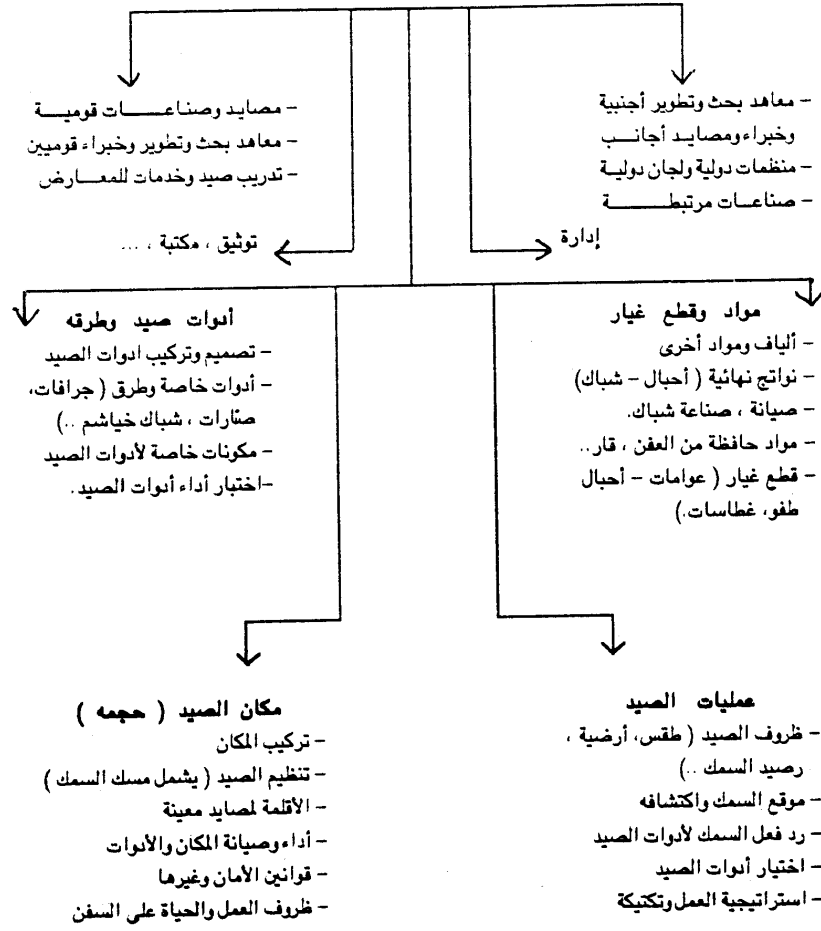 – معاهد بحث وتطوير أجنبية
وخبراء ومصايد أجانب
– منظمات دولية ولجان دولية
– صناعات مرتبطة
– مصايد وصناعات قومية
– معاهد بحث وتطوير وخبراء قوميين
– تدريب صيد وخدمات للمعارض
إدارة
توثيق ، مكتبة ، ...
مواد وقطع غيار
– ألياف ومواد أخرى
– نواتج نهائية ( أحبال – شباك)
– صيانة ، صناعة شباك.
– مواد حافظة من العفن ، قار..
– قطع غيار ( عوامات – أحبال
طفو، غطاسات.)
أدوات صيد وطرقه
– تصميم وتركيب ادوات الصيد
– أدوات خاصة وطرق ( جرافات،
صنارات ، شباك خياشم ..)
– مكونات خاصة لأدوات الصيد
–اختبار أداء أدوات الصيد.
عمليات الصيد
– ظروف الصيد ( طقس، أرضية ،
رصيد السمك ..)
– موقع السمك واكتشافه
– رد فعل السمك لأدوات الصيد
– اختيار أدوات الصيد
– استراتيجية العمل وتكتيكة
مكان الصيد ( حجمه )
– تركيب المكان
– تنظيم الصيد ( يشمل مسك السمك )
– الأقلمة لمصايد معينة
– أداء وصيانة المكان والأدوات
– قوانين الأمان وغيرها
– ظروف العمل والحياة على السفن